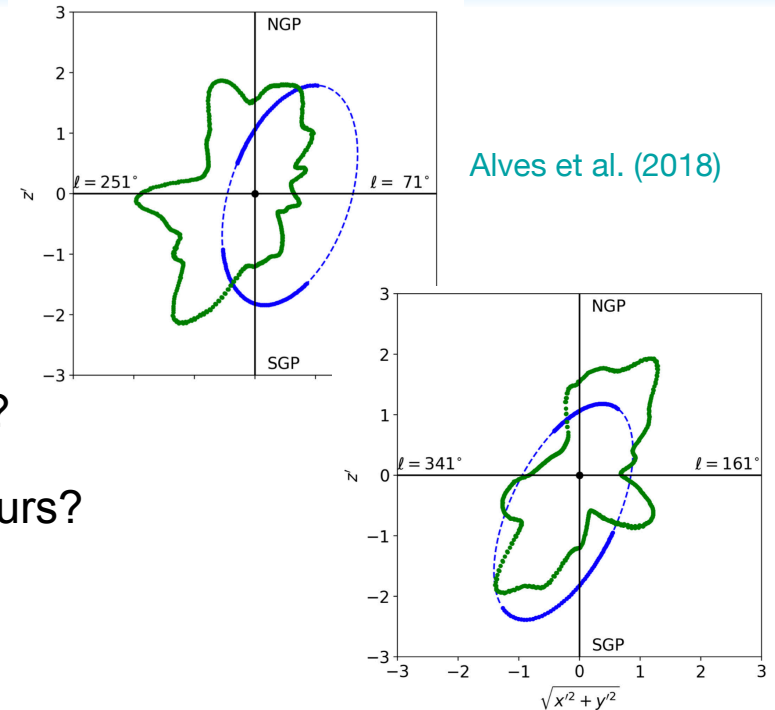 3
NGP
2
1
ℓ = 251°
ℓ = 71°
0
z′
−1
−2
SGP
−3
Alves et al. (2018)
?
urs?
3
NGP
2
1
ℓ = 341°
ℓ = 161°
0
z′
−1
−2
SGP
−3
−3 −2 −1 0 1 2 3
√x′² + y′²